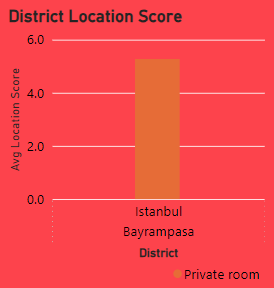 District Location Score
Avg Location Score
6.0
4.0
2.0
0.0
Istanbul
Bayrampasa
District
Private room